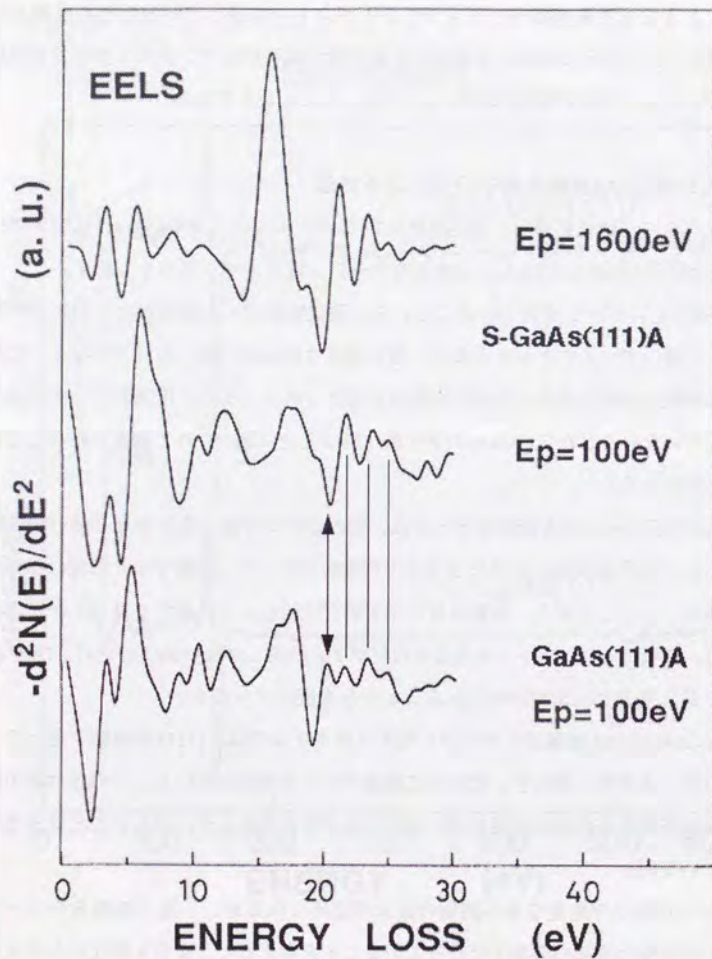 EELS
(a. u.)
-d²N(E)/dE²
Ep=1600eV
S-GaAs(111)A
Ep=100eV
GaAs(111)A
Ep=100eV
0 10 20 30 40
ENERGY LOSS (eV)